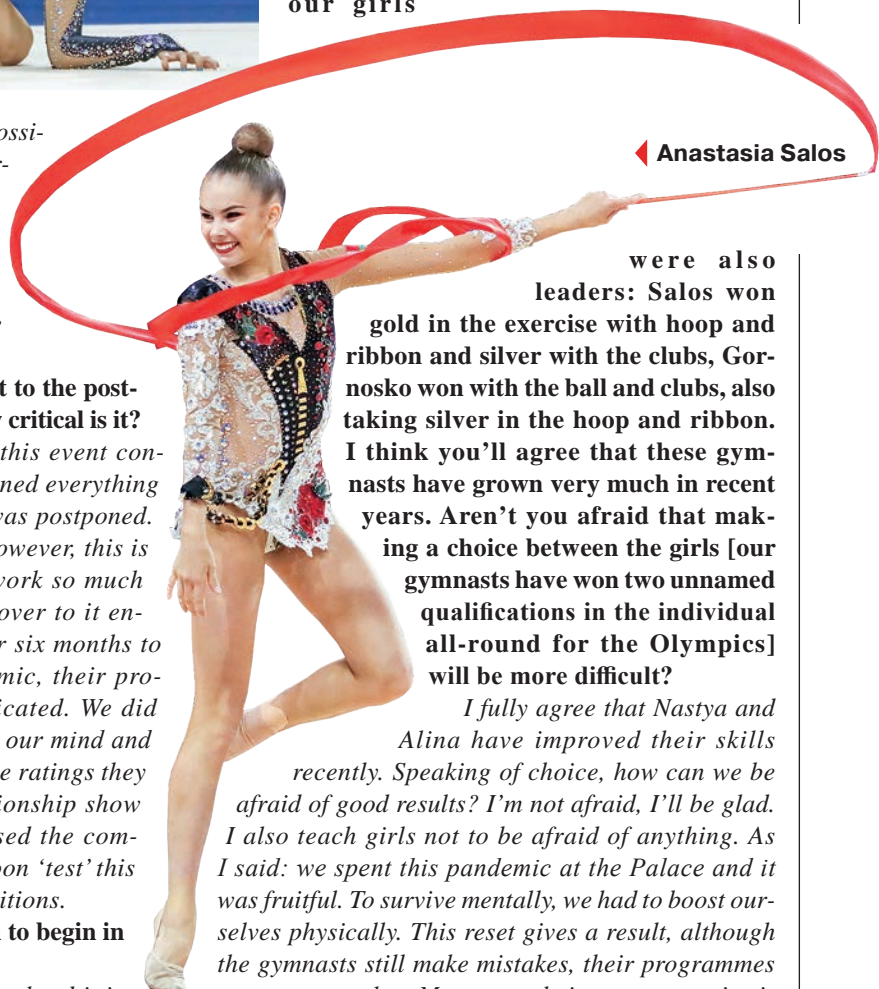 our girls
ossi-
r-
t to the post-
critical is it?
this event con-
ned everything
was postponed.
owever, this is
work so much
over to it en-
r six months to
mic, their pro-
icated. We did
our mind and
e ratings they
ionship show
sed the com-
oon ‘test’ this
itions.
to begin in
Anastasia Salos
were also
leaders: Salos won
gold in the exercise with hoop and
ribbon and silver with the clubs, Gor-
nosko won with the ball and clubs, also
taking silver in the hoop and ribbon.
I think you’ll agree that these gym-
nasts have grown very much in recent
years. Aren’t you afraid that mak-
ing a choice between the girls [our
gymnasts have won two unnamed
qualifications in the individual
all-round for the Olympics]
will be more difficult?
I fully agree that Nastya and
Alina have improved their skills
recently. Speaking of choice, how can we be
afraid of good results? I’m not afraid, I’ll be glad.
I also teach girls not to be afraid of anything. As
I said: we spent this pandemic at the Palace and it
was fruitful. To survive mentally, we had to boost our-
selves physically. This reset gives a result, although
the gymnasts still make mistakes, their programmes